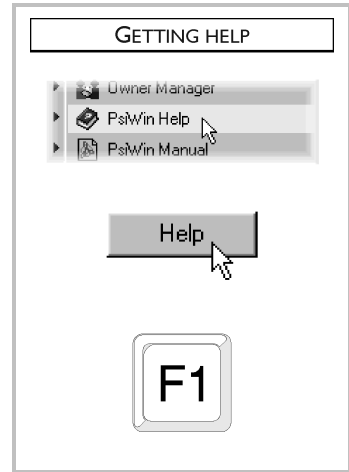 GETTING HELP
Owner Manager
PsiWin Help
PsiWin Manual
Help
F1